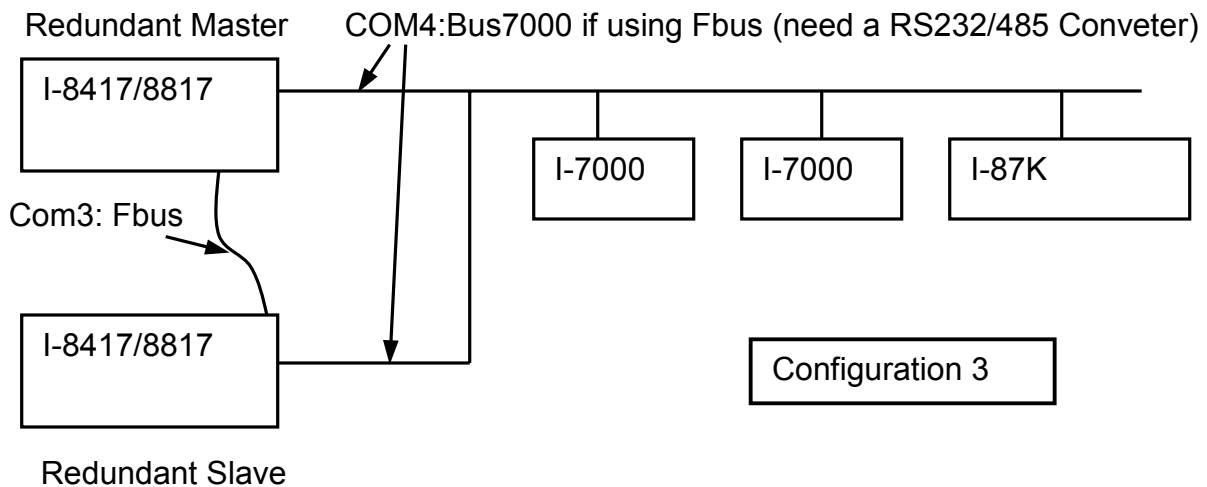 Redundant Master
COM4:Bus7000 if using Fbus (need a RS232/485 Conveter)
I-8417/8817
I-7000
I-7000
I-87K
Com3: Fbus
I-8417/8817
Configuration 3
Redundant Slave